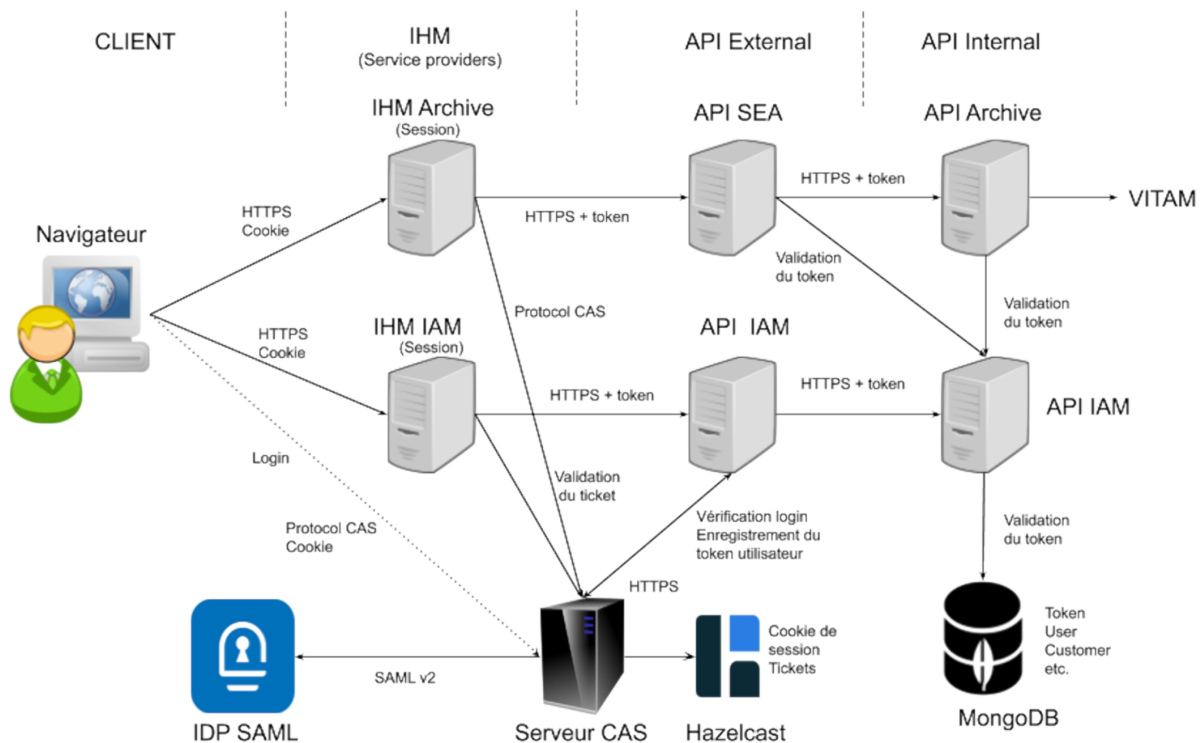 CLIENT
IHM
(Service providers)
API External
API Internal
IHM Archive
(Session)
API SEA
API Archive
HTTPS
Cookie
HTTPS + token
HTTPS + token
VITAM
Navigateur
Validation
du token
Validation
du token
Protocol CAS
HTTPS
Cookie
IHM IAM
(Session)
API IAM
HTTPS + token
HTTPS + token
API IAM
Login
Validation
du ticket
Protocol CAS
Cookie
Vérification login
Enregistrement du
token utilisateur
Validation
du token
HTTPS
SAML v2
Cookie de
session
Tickets
Token
User
Customer
etc.
IDP SAML
Serveur CAS
Hazelcast
MongoDB